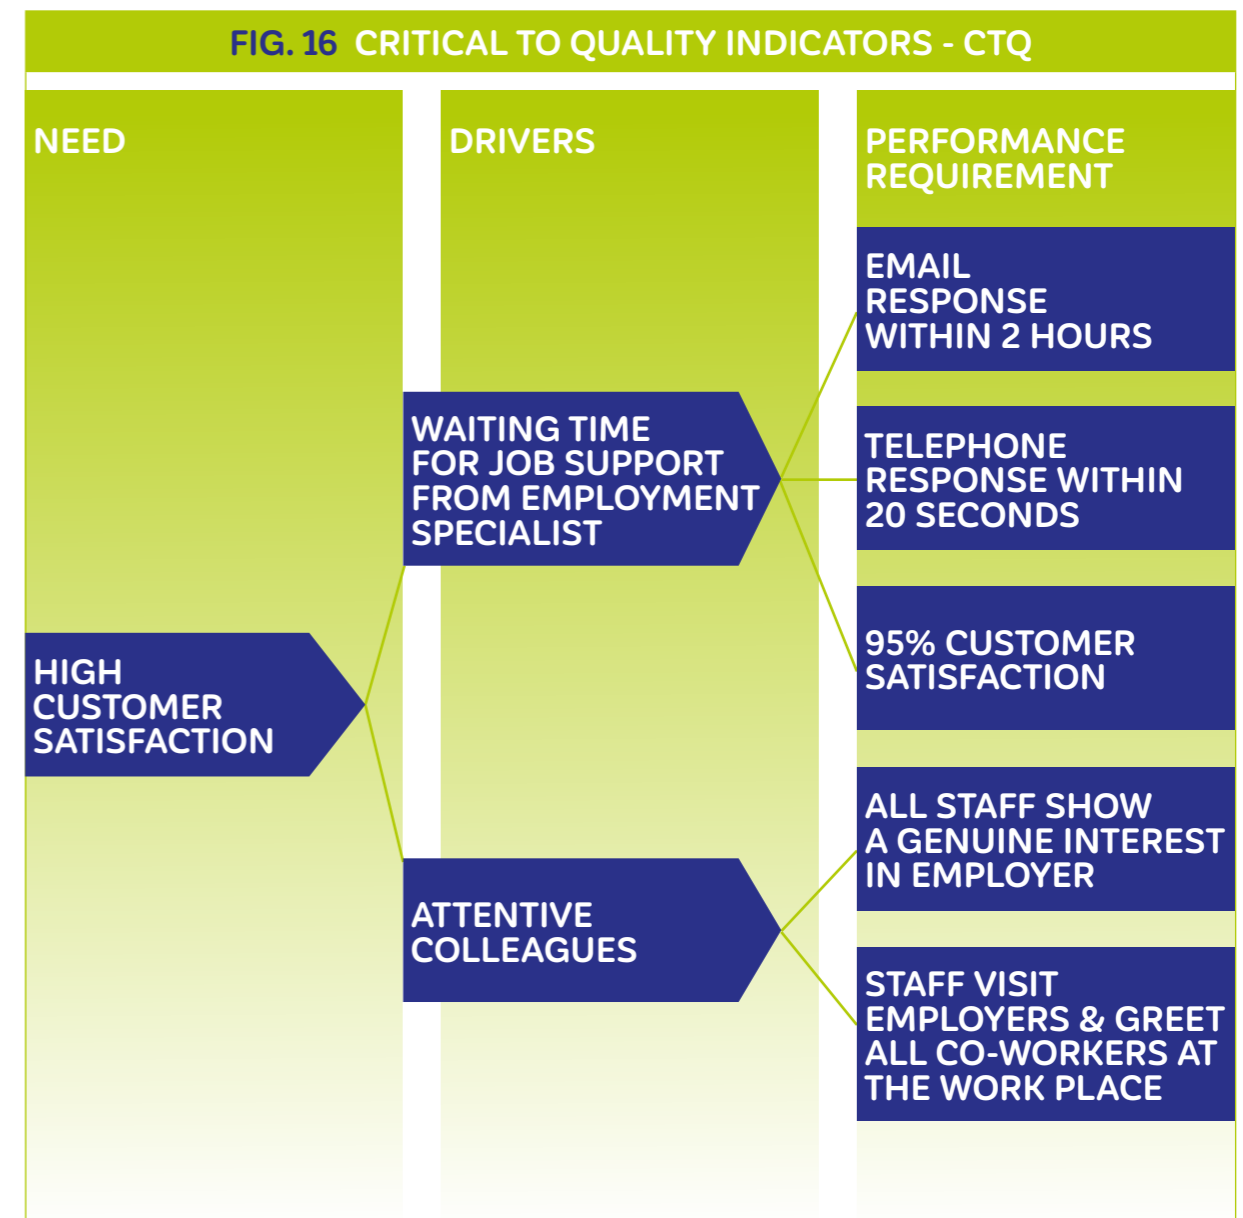 FIG. 16 CRITICAL TO QUALITY INDICATORS - CTQ
NEED
DRIVERS
PERFORMANCE
REQUIREMENT
HIGH
CUSTOMER
SATISFACTION
WAITING TIME
FOR JOB SUPPORT
FROM EMPLOYMENT
SPECIALIST
ATTENTIVE
COLLEAGUES
EMAIL
RESPONSE
WITHIN 2 HOURS
TELEPHONE
RESPONSE WITHIN
20 SECONDS
95% CUSTOMER
SATISFACTION
ALL STAFF SHOW
A GENUINE INTEREST
IN EMPLOYER
STAFF VISIT
EMPLOYERS & GREET
ALL CO-WORKERS AT
THE WORK PLACE